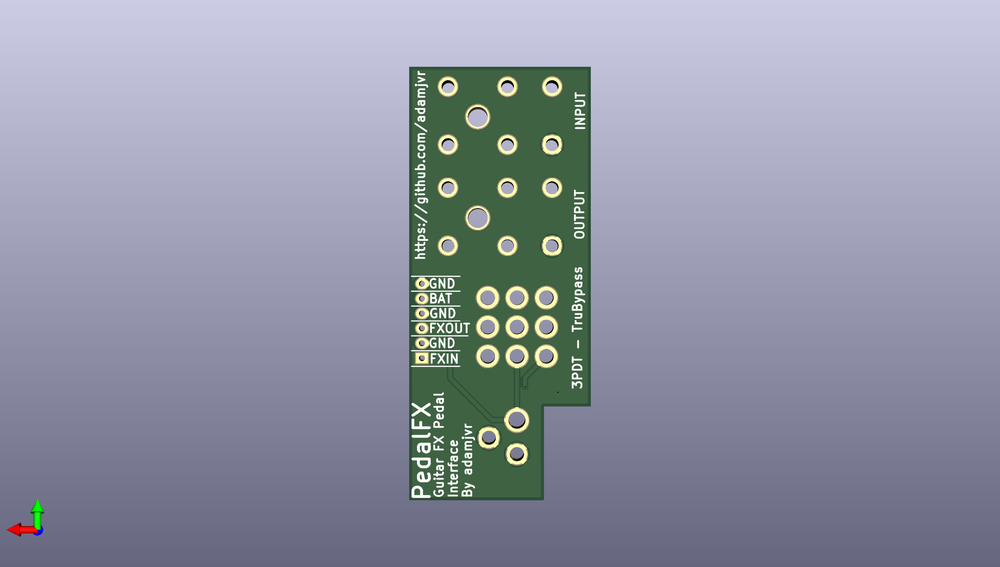 https://github.com/adamjvr
INPUT
OUTPUT
GND
BAT
GND
FXOUT
GND
FXIN
3PDT - TruBypass
PedalFX
Guitar FX Pedal
Interface
By adamjvr